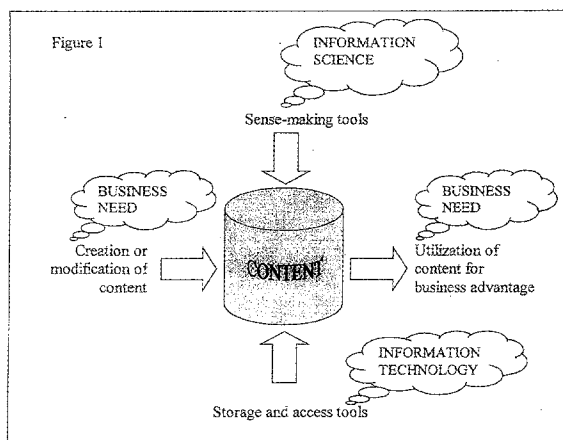 Figure 1
INFORMATION
SCIENCE
Sense-making tools
BUSINESS
NEED
BUSINESS
NEED
Creation or
modification of
content
CONTENT
Utilization of
content for
business advantage
INFORMATION
TECHNOLOGY
Storage and access tools